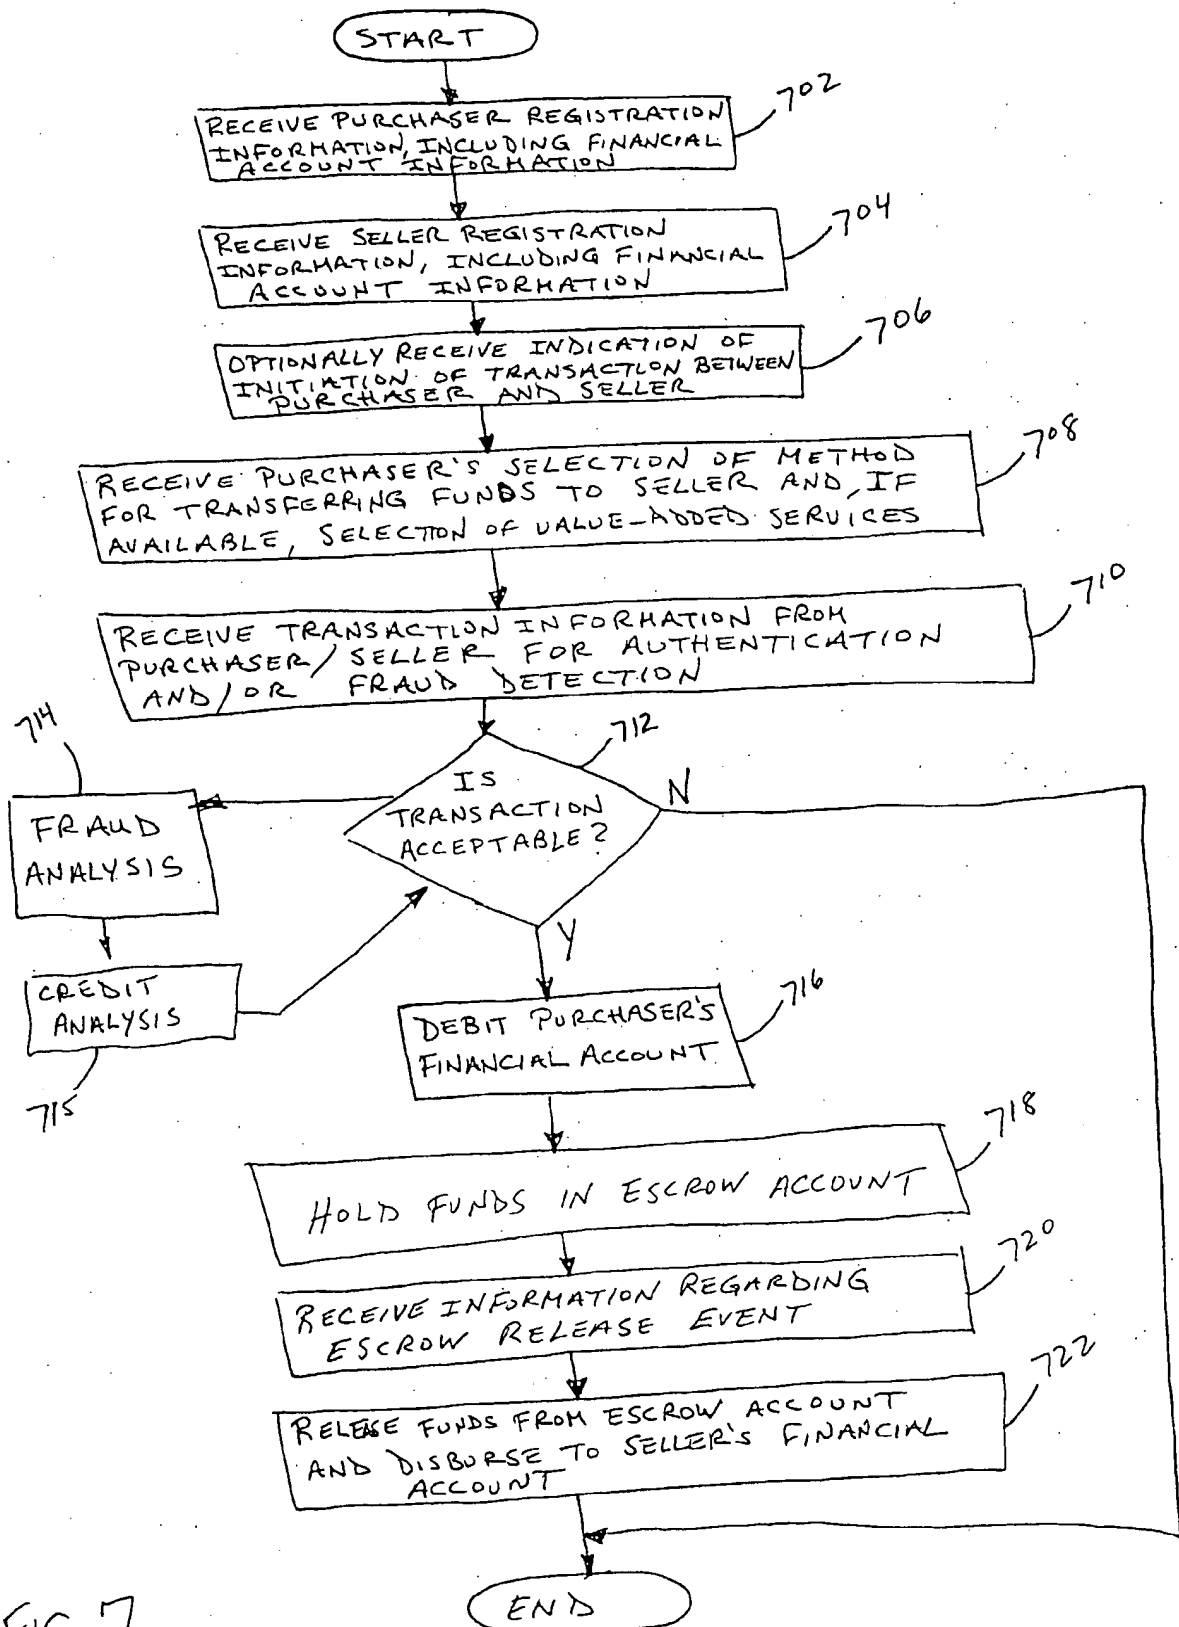 START
702
RECEIVE PURCHASER REGISTRATION
INFORMATION, INCLUDING FINANCIAL
ACCOUNT INFORMATION
704
RECEIVE SELLER REGISTRATION
INFORMATION, INCLUDING FINANCIAL
ACCOUNT INFORMATION
706
OPTIONALLY RECEIVE INDICATION OF
INITIATION OF TRANSACTION BETWEEN
PURCHASER AND SELLER
708
RECEIVE PURCHASER'S SELECTION OF METHOD
FOR TRANSFERRING FUNDS TO SELLER AND, IF
AVAILABLE, SELECTION OF VALUE-ADDED SERVICES
710
RECEIVE TRANSACTION INFORMATION FROM
PURCHASER/SELLER FOR AUTHENTICATION
AND/OR FRAUD DETECTION
712
IS
TRANSACTION
ACCEPTABLE?
N
714
FRAUD
ANALYSIS
CREDIT
ANALYSIS
715
Y
716
DEBIT PURCHASER'S
FINANCIAL ACCOUNT
718
HOLD FUNDS IN ESCROW ACCOUNT
720
RECEIVE INFORMATION REGARDING
ESCROW RELEASE EVENT
722
RELEASE FUNDS FROM ESCROW ACCOUNT
AND DISBURSE TO SELLER'S FINANCIAL
ACCOUNT
END
FIG 7